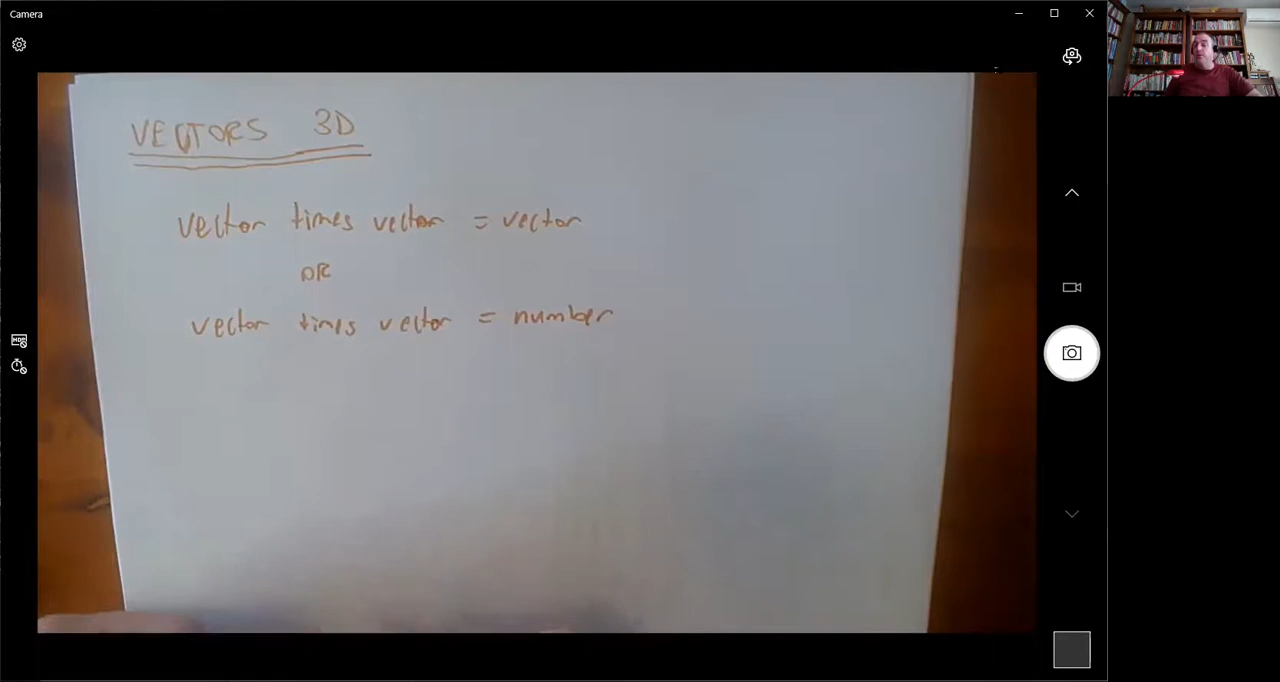 Camera
VECTORS 3D
vector times vector = vector
OR
vector times vector = number